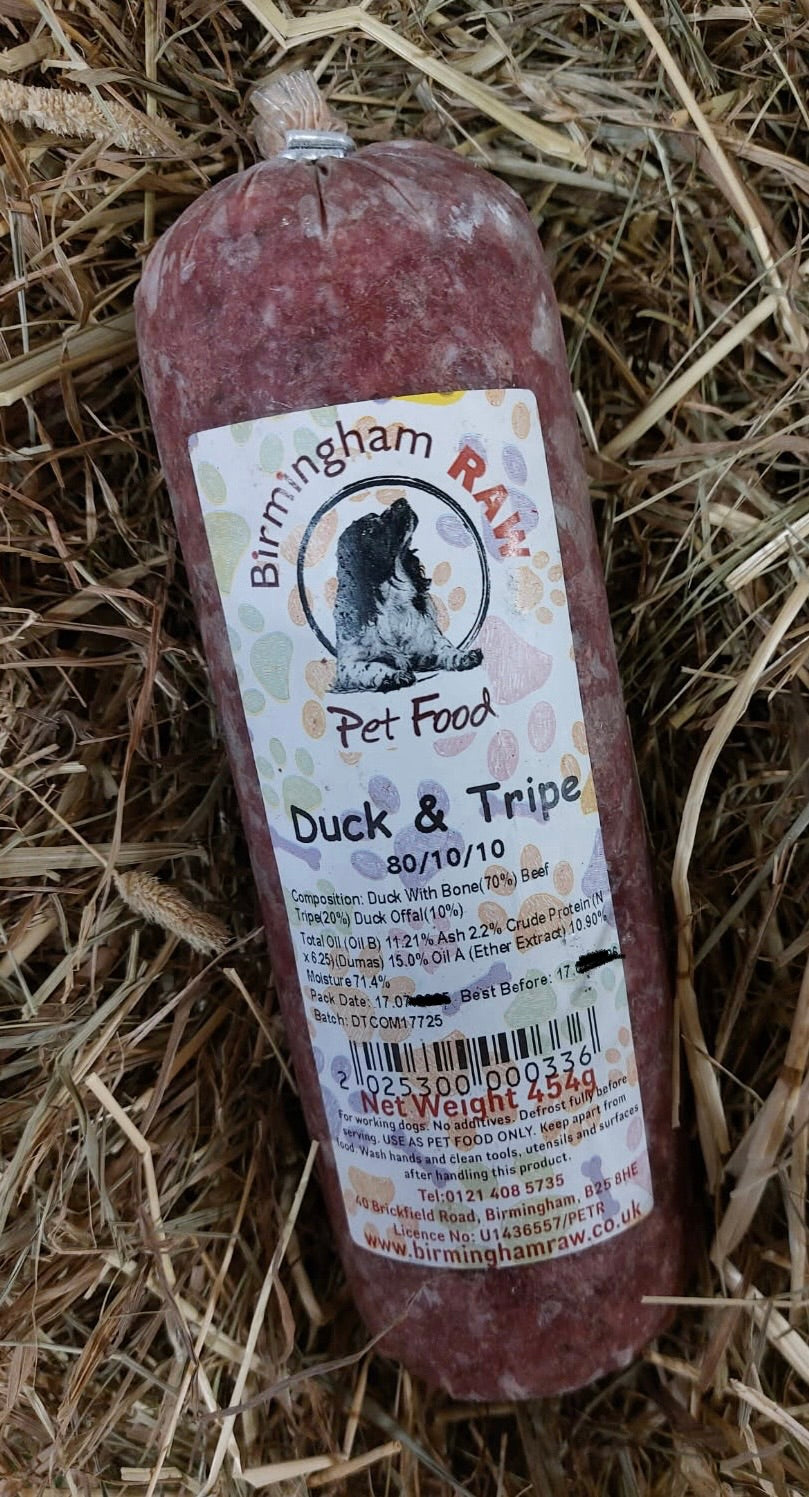 Birmingham RAW
Pet Food
Duck & Tripe
80/10/10
Composition: Duck With Bone(70%) Beef
Tripe(20%) Duck Offal(10%)
Total Oil (Oil B) 11.21% Ash 2.2% Crude Protein (N
x 6.25) (Dumas) 15.0% Oil A (Ether Extract) 10.90%
Moisture 71.4%
Pack Date: 17.07 Best Before: 17.
Batch: DTCOM17725
2 025300 000336
Net Weight 454g
For working dogs. No additives. Defrost fully before
serving. USE AS PET FOOD ONLY. Keep apart from
food. Wash hands and clean tools, utensils and surfaces
after handling this product.
Tel:0121 408 5735
40 Brickfield Road, Birmingham, B25 8HE
Licence No: U1436557/PETR
www.birminghamraw.co.uk